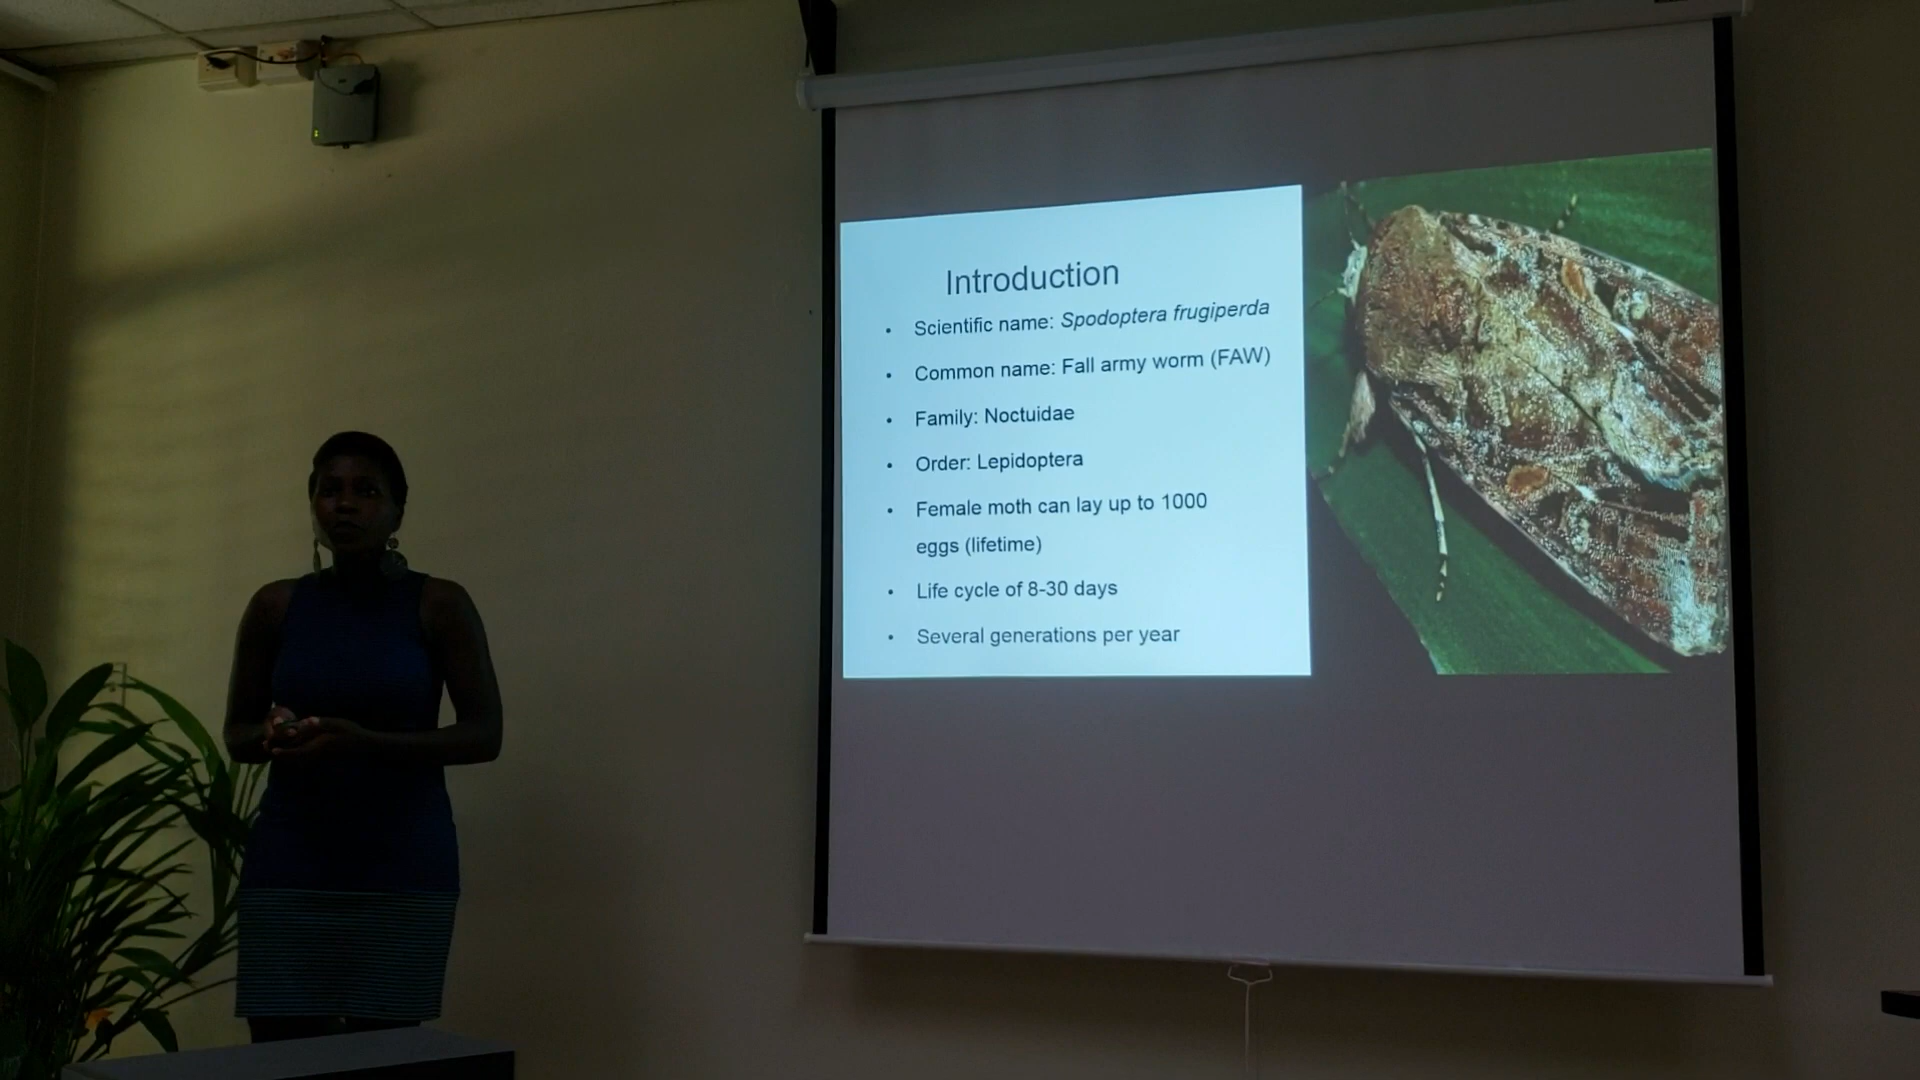 Introduction
• Scientific name: Spodoptera frugiperda
• Common name: Fall army worm (FAW)
• Family: Noctuidae
• Order: Lepidoptera
• Female moth can lay up to 1000
eggs (lifetime)
• Life cycle of 8-30 days
• Several generations per year